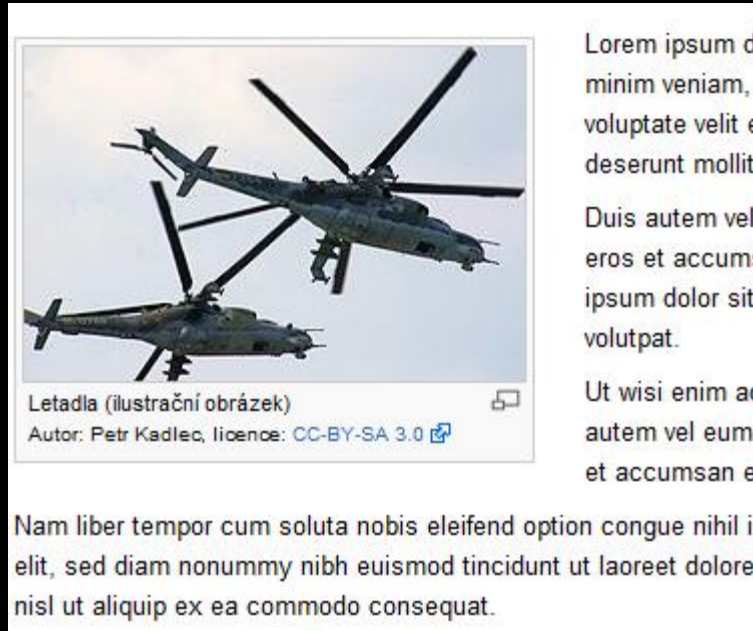 Letadla (ilustrační obrázek)
Autor: Petr Kadlec, licence: CC-BY-SA 3.0
Lorem ipsum d
minim veniam,
voluptate velit e
deserunt mollit
Duis autem vel
eros et accums
ipsum dolor sit
volutpat.
Ut wisi enim ad
autem vel eum
et accumsan e
Nam liber tempor cum soluta nobis eleifend option congue nihil i
elit, sed diam nonummy nibh euismod tincidunt ut laoreet dolore
nisl ut aliquip ex ea commodo consequat.